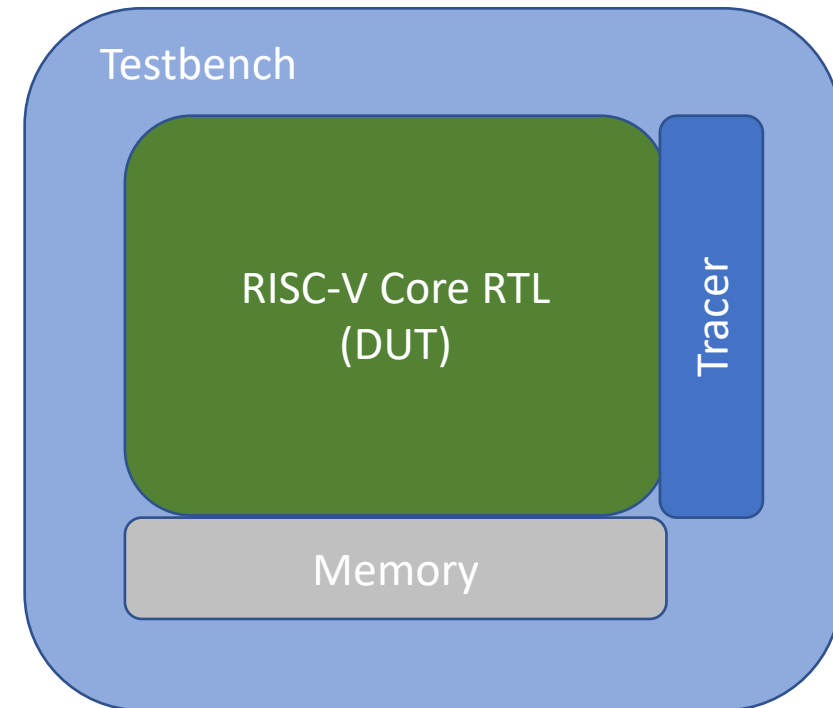 Testbench
RISC-V Core RTL
(DUT)
Tracer
Memory